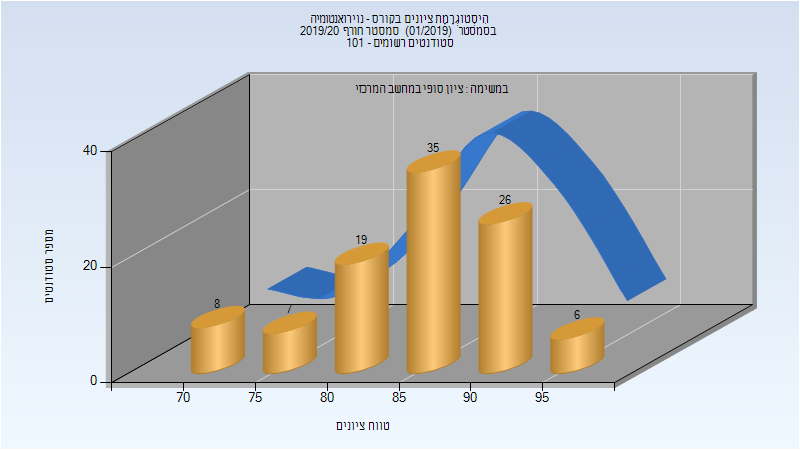 היסטוגרמת ציונים בקורס - נוירואנטומיה
בסמסטר (01/2019) סמסטר חורף 2019/20
סטודנטים רשומים - 101
במשימה : ציון סופי במחשב המרכזי
מספר סטודנטים
40
20
0
8
7
19
35
26
6
70
75
80
85
90
95
טווח ציונים